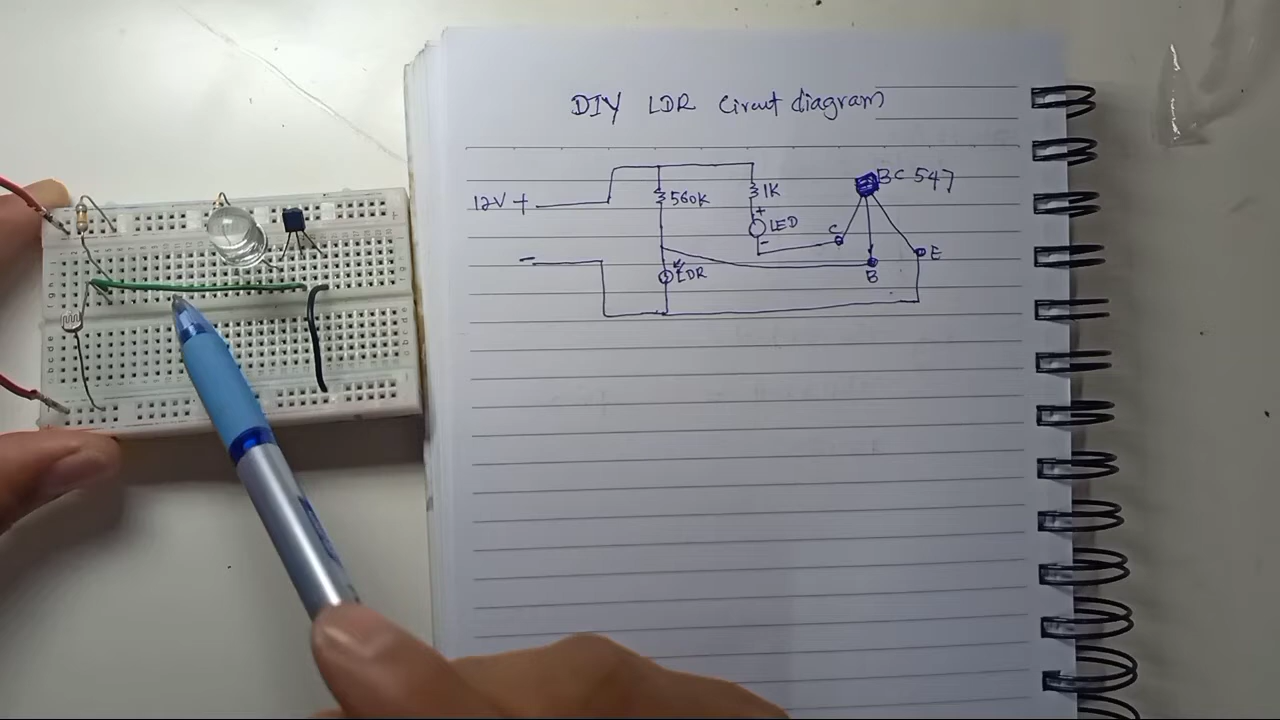 DIY LDR Circut diagram
BC 547
12V + 560K 1K
+
LED
C
- -
E
LDR
B